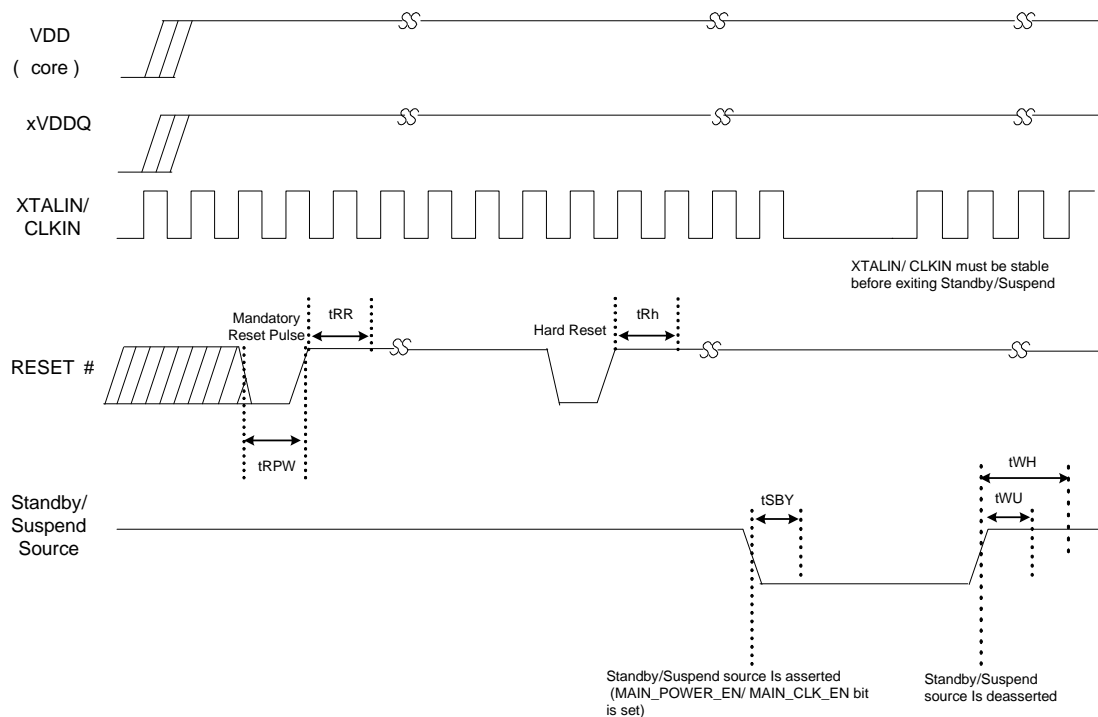 VDD
( core )
xVDDQ
XTALIN/
CLKIN
XTALIN/ CLKIN must be stable
before exiting Standby/Suspend
Mandatory
Reset Pulse
tRR
Hard Reset
tRh
RESET #
tRPW
tWH
tSBY
tWU
Standby/
Suspend
Source
Standby/Suspend source Is asserted
(MAIN_POWER_EN/ MAIN_CLK_EN bit
is set)
Standby/Suspend
source Is deasserted